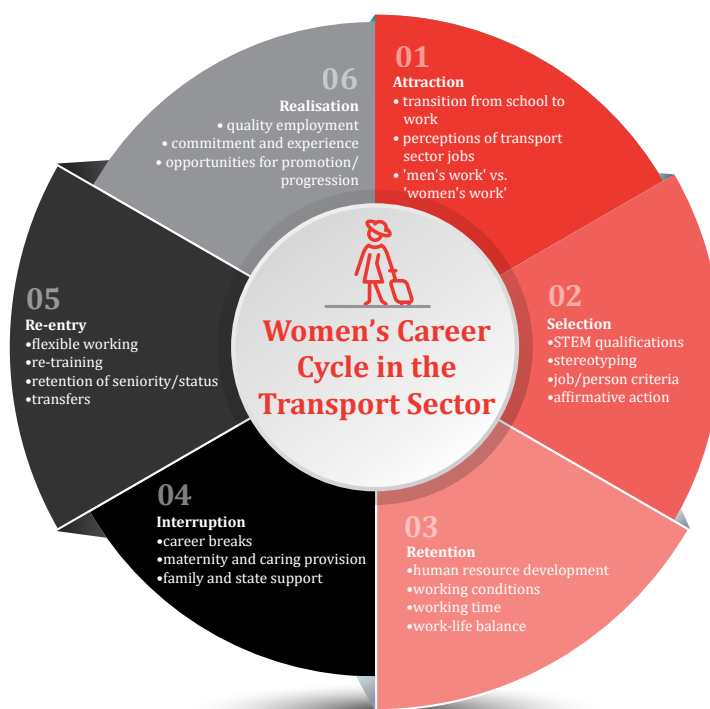 Women's Career
Cycle in the
Transport Sector
01
Attraction
• transition from school to
work
• perceptions of transport
sector jobs
• 'men's work' vs.
'women's work'
02
Selection
•STEM qualifications
•stereotyping
•job/person criteria
•affirmative action
03
Retention
•human resource development
•working conditions
•working time
•work-life balance
04
Interruption
•career breaks
•maternity and caring provision
•family and state support
05
Re-entry
•flexible working
•re-training
•retention of seniority/status
•transfers
06
Realisation
• quality employment
• commitment and experience
• opportunities for promotion/
progression